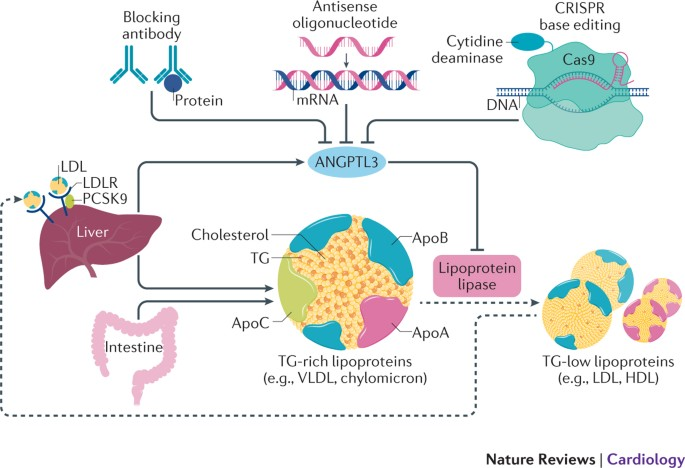 Blocking
antibody
Protein
Antisense
oligonucleotide
mRNA
CRISPR
base editing
Cytidine
deaminase
Cas9
DNA
ANGPTL3
LDL
LDLR
PCSK9
Liver
Cholesterol
TG
ApoB
ApoC
ApoA
Lipoprotein
lipase
Intestine
TG-rich lipoproteins
(e.g., VLDL, chylomicron)
TG-low lipoproteins
(e.g., LDL, HDL)
Nature Reviews | Cardiology